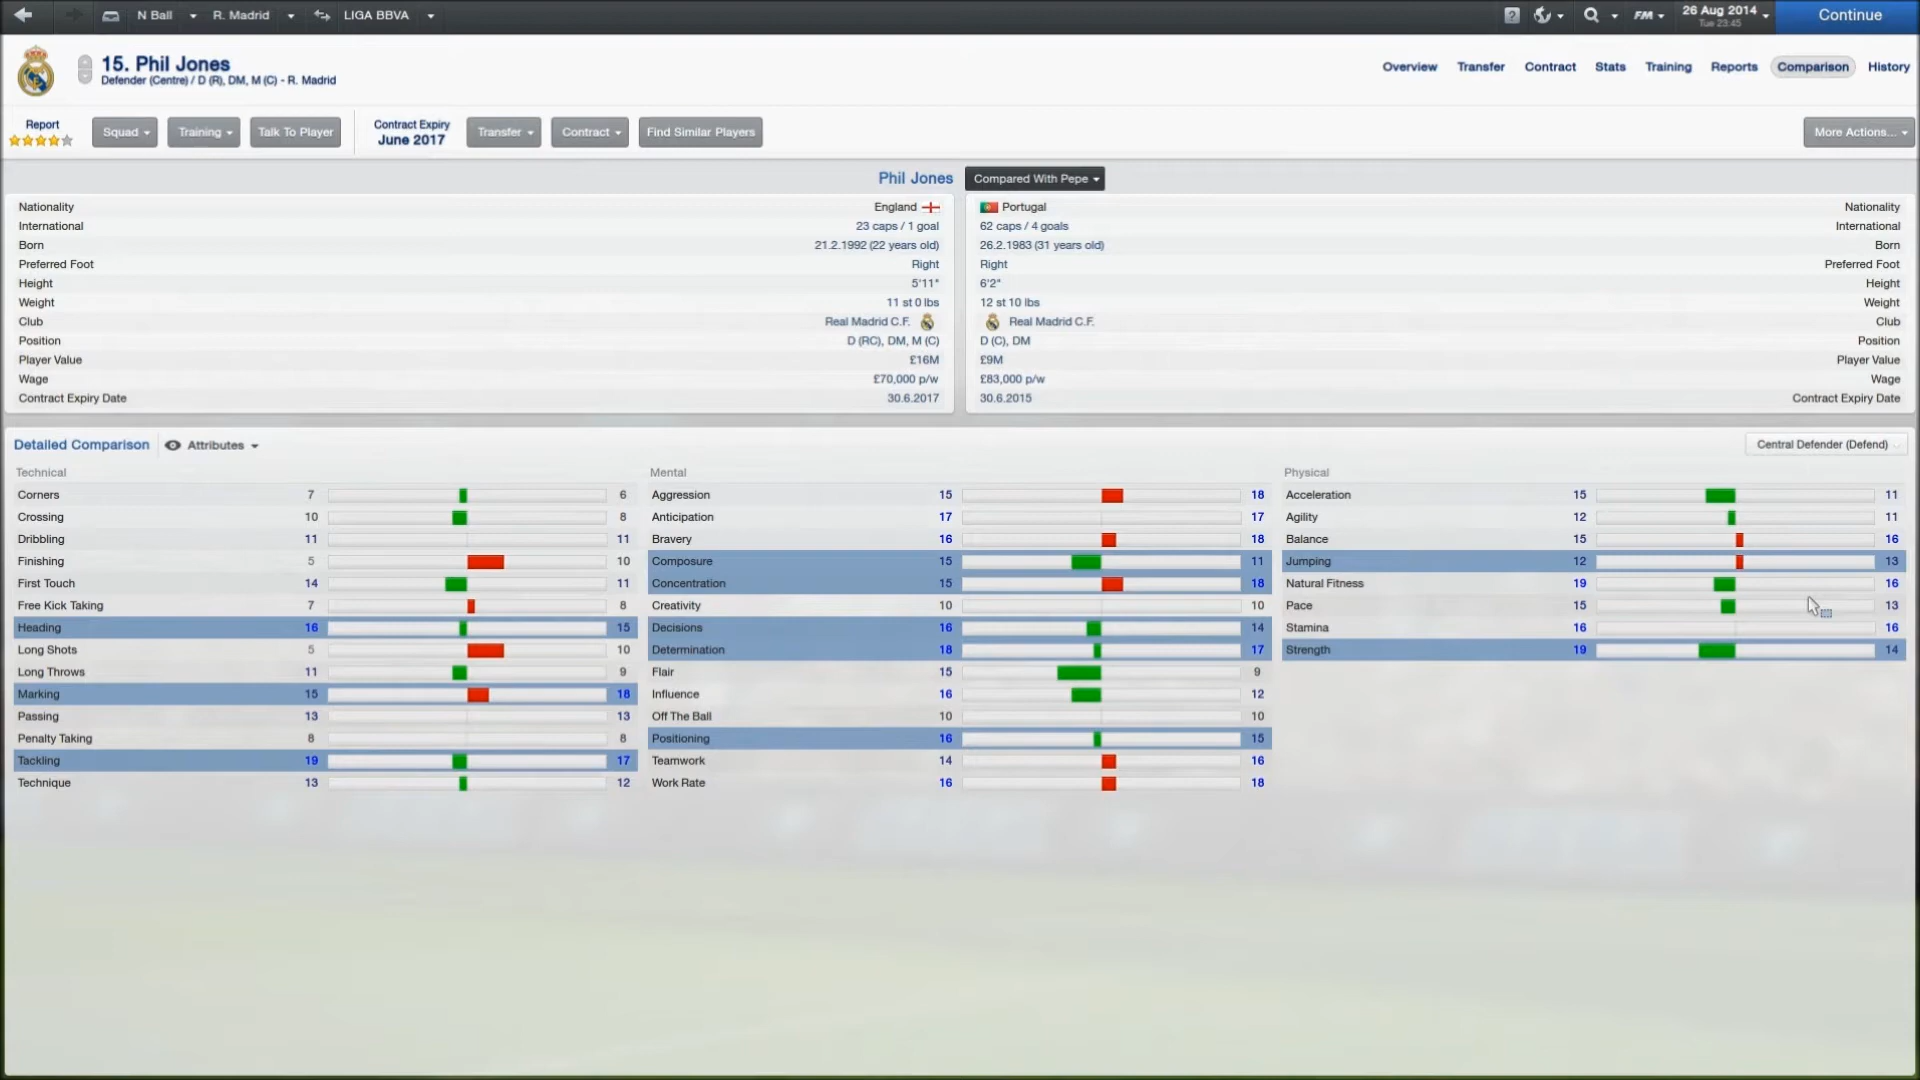 N Ball R. Madrid LIGA BBVA ? FM 26 Aug 2014 Continue
Tue 23:45
15. Phil Jones
Defender (Centre) / D (R), DM, M (C) - R. Madrid
Overview Transfer Contract Stats Training Reports Comparison History
Report Squad Training Talk To Player Contract Expiry June 2017 Transfer Contract Find Similar Players More Actions...
Phil Jones Compared With Pepe
Nationality England Portugal Nationality
International 23 caps / 1 goal 62 caps / 4 goals International
Born 21.2.1992 (22 years old) 26.2.1983 (31 years old) Born
Preferred Foot Right Right Preferred Foot
Height 5'11" 6'2" Height
Weight 11 st 0 lbs 12 st 10 lbs Weight
Club Real Madrid C.F. Real Madrid C.F. Club
Position D (RC), DM, M (C) D (C), DM Position
Player Value £16M £9M Player Value
Wage £70,000 p/w £83,000 p/w Wage
Contract Expiry Date 30.6.2017 30.6.2015 Contract Expiry Date
Detailed Comparison Attributes Central Defender (Defend)
Technical Mental Physical
Corners 7 6 Aggression 15 18 Acceleration 15 11
Crossing 10 8 Anticipation 17 17 Agility 12 11
Dribbling 11 11 Bravery 16 18 Balance 15 16
Finishing 5 10 Composure 15 11 Jumping 12 13
First Touch 14 11 Concentration 15 18 Natural Fitness 19 16
Free Kick Taking 7 8 Creativity 10 10 Pace 15 13
Heading 16 15 Decisions 16 14 Stamina 16 16
Long Shots 5 10 Determination 18 17 Strength 19 14
Long Throws 11 9 Flair 15 9
Marking 15 18 Influence 16 12
Passing 13 13 Off The Ball 10 10
Penalty Taking 8 8 Positioning 16 15
Tackling 19 17 Teamwork 14 16
Technique 13 12 Work Rate 16 18